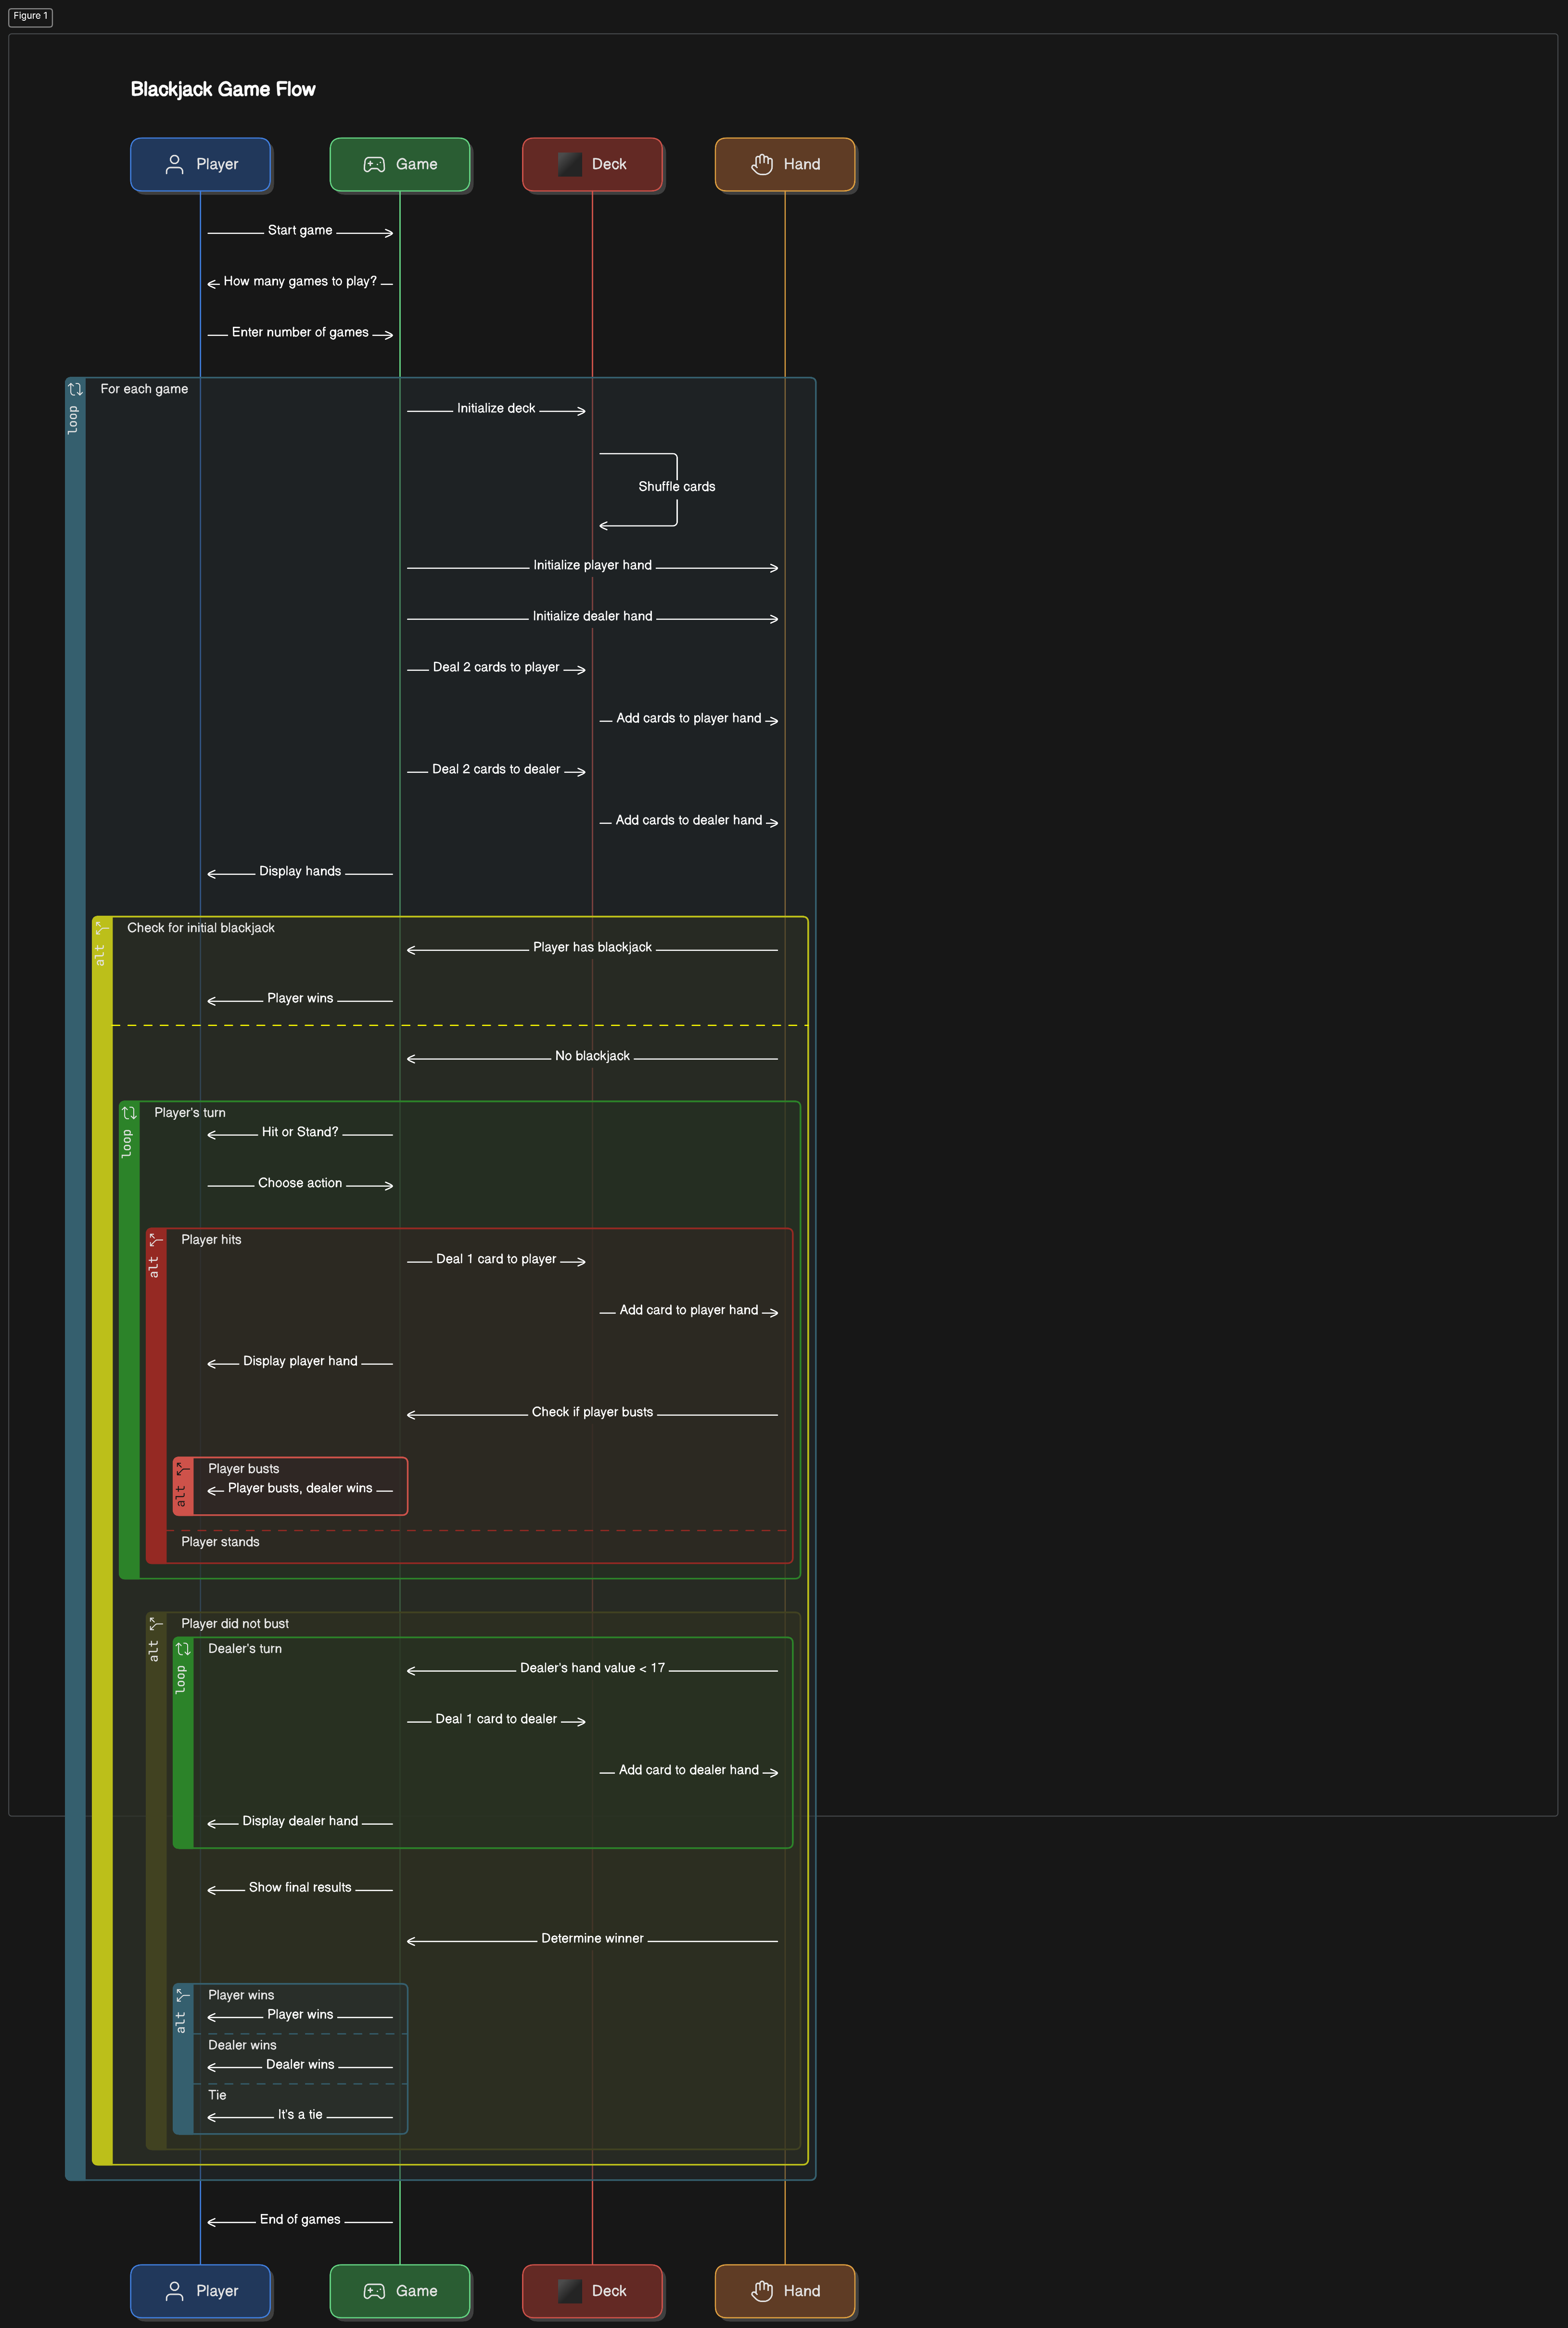 Figure 1
Blackjack Game Flow
Player
Game
Deck
Hand
Start game
How many games to play?
Enter number of games
loop
For each game
Initialize deck
Shuffle cards
Initialize player hand
Initialize dealer hand
Deal 2 cards to player
Add cards to player hand
Deal 2 cards to dealer
Add cards to dealer hand
Display hands
alt
Check for initial blackjack
Player has blackjack
Player wins
No blackjack
loop
Player's turn
Hit or Stand?
Choose action
alt
Player hits
Deal 1 card to player
Add card to player hand
Display player hand
Check if player busts
alt
Player busts
Player busts, dealer wins
Player stands
alt
Player did not bust
loop
Dealer's turn
Dealer's hand value < 17
Deal 1 card to dealer
Add card to dealer hand
Display dealer hand
Show final results
Determine winner
alt
Player wins
Player wins
Dealer wins
Dealer wins
Tie
It's a tie
End of games
Player
Game
Deck
Hand